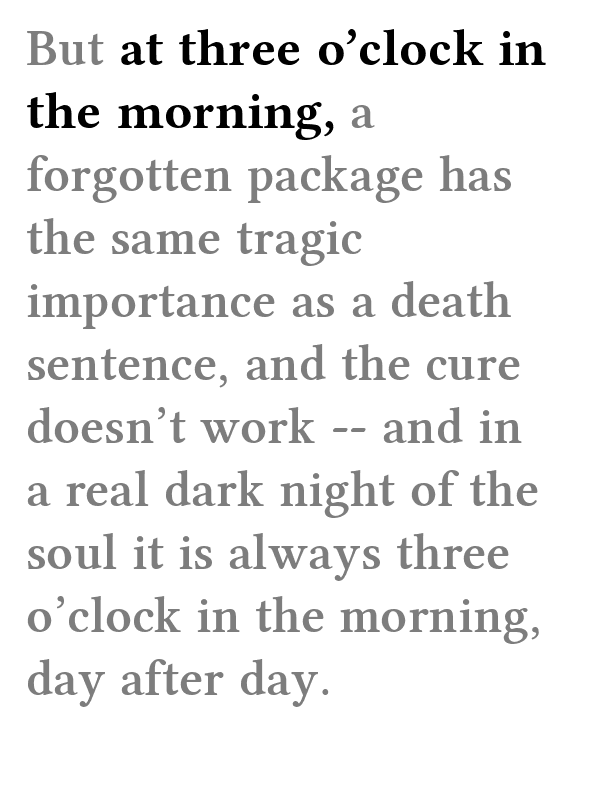 But at three o’clock in
the morning, a
forgotten package has
the same tragic
importance as a death
sentence, and the cure
doesn’t work -- and in
a real dark night of the
soul it is always three
o’clock in the morning,
day after day.